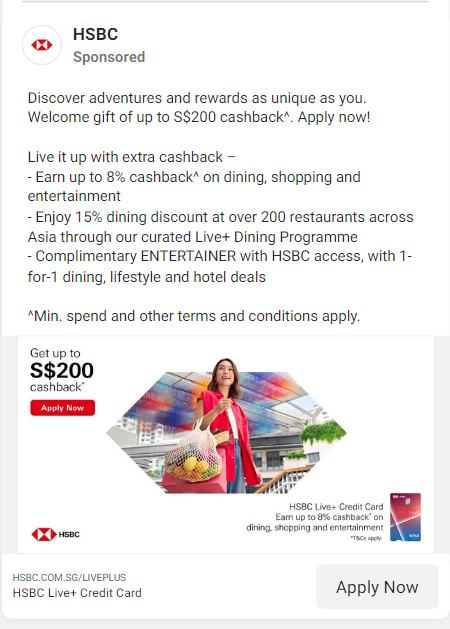 HSBC
Sponsored
Discover adventures and rewards as unique as you.
Welcome gift of up to S$200 cashback^. Apply now!
Live it up with extra cashback –
- Earn up to 8% cashback^ on dining, shopping and
entertainment
- Enjoy 15% dining discount at over 200 restaurants across
Asia through our curated Live+ Dining Programme
- Complimentary ENTERTAINER with HSBC access, with 1-
for-1 dining, lifestyle and hotel deals
^Min. spend and other terms and conditions apply.
Get up to
S$200
cashback*
Apply Now
HSBC Live+ Credit Card
Earn up to 8% cashback* on
dining, shopping and entertainment
*T&Cs apply.
HSBC
VISA
HSBC.COM.SG/LIVEPLUS
HSBC Live+ Credit Card
Apply Now